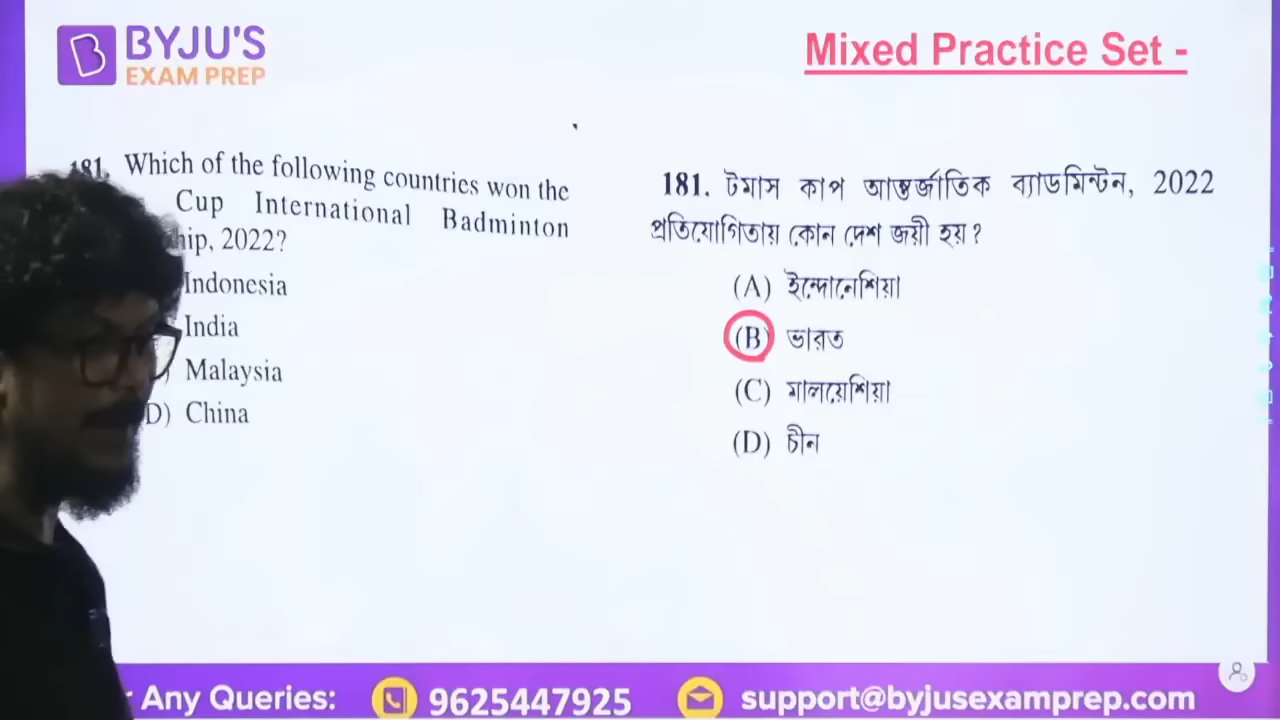 BYJU'S
EXAM PREP
Mixed Practice Set -
181. Which of the following countries won the
Cup International Badminton
hip, 2022?
Indonesia
India
) Malaysia
D) China
181. টমাস কাপ আন্তর্জাতিক ব্যাডমিন্টন, 2022
প্রতিযোগিতায় কোন দেশ জয়ী হয় ?
(A) ইন্দোনেশিয়া
(B) ভারত
(C) মালয়েশিয়া
(D) চীন
Any Queries:
9625447925
support@byjusexamprep.com